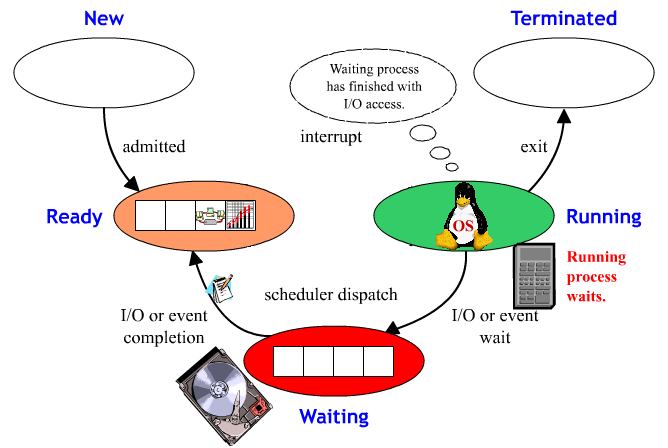 New
Terminated
Waiting process
has finished with
I/O access.
interrupt
admitted
exit
Ready
OS
Running
Running
process
waits.
scheduler dispatch
I/O or event
completion
I/O or event
wait
Waiting